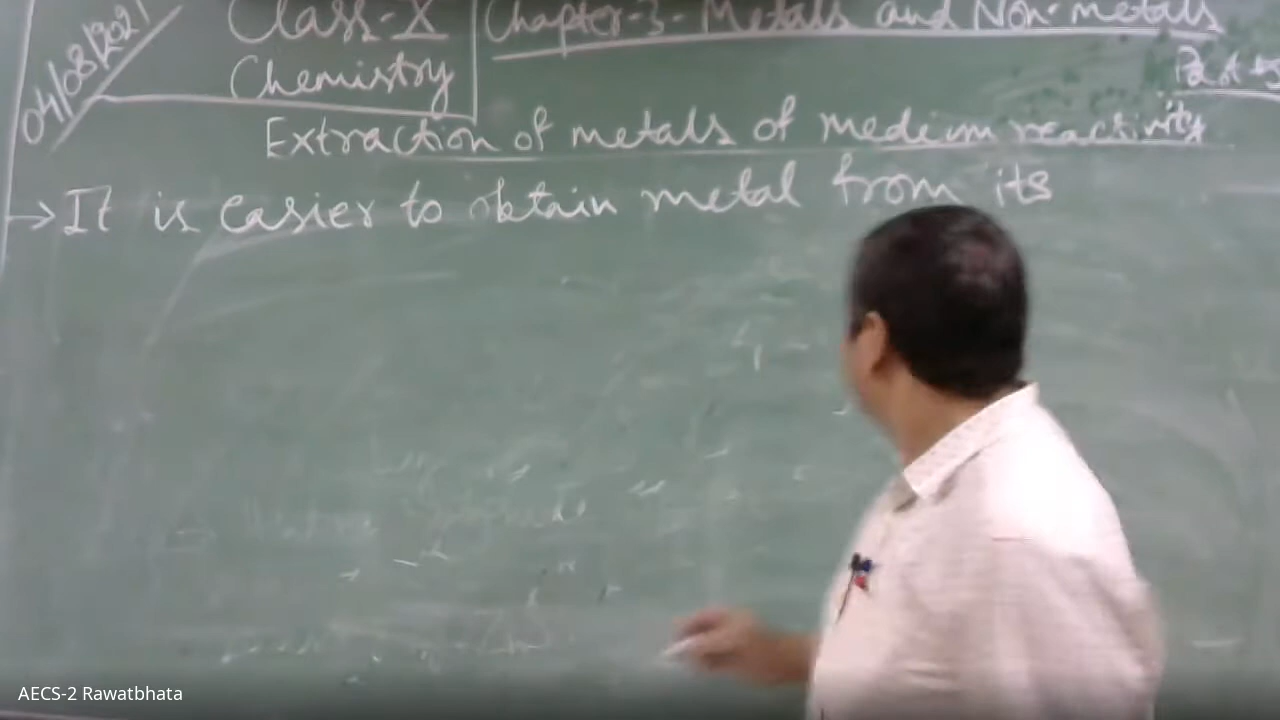 04/08/2021
Class-X
Chapter-3-Metals and Non-metals
Chemistry
Part-5
Extraction of metals of medium reactivity
→ It is easier to obtain metal from its
AECS-2 Rawatbhata